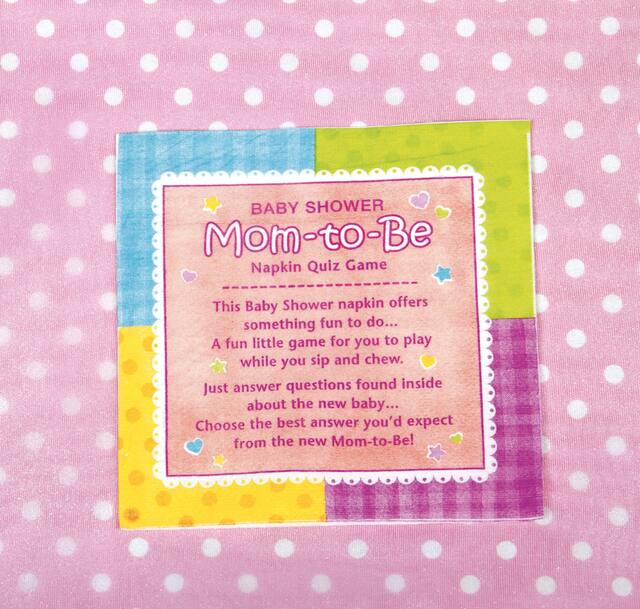 BABY SHOWER
Mom-to-Be
Napkin Quiz Game
This Baby Shower napkin offers
something fun to do...
A fun little game for you to play
while you sip and chew.
Just answer questions found inside
about the new baby...
Choose the best answer you'd expect
from the new Mom-to-Be!